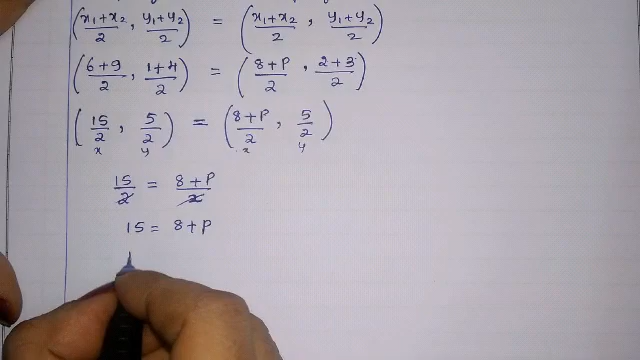 (x₁+x₂/2, y₁+y₂/2) = (x₁+x₂/2, y₁+y₂/2)
(6+9/2, 1+4/2) = (8+P/2, 2+3/2)
(15/2, 5/2) = (8+P/2, 5/2)
x y x y
15/2 = 8+P/2
15 = 8+P